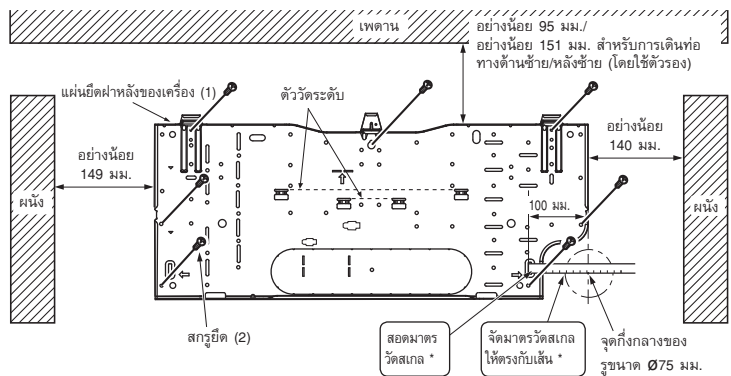 เพดาน
อย่างน้อย 95 มม./
อย่างน้อย 151 มม. สำหรับการเดินท่อ
ทางด้านซ้าย/หลังซ้าย (โดยใช้ตัวรอง)
แผ่นยึดฝาหลังของเครื่อง (1)
ตัววัดระดับ
อย่างน้อย
149 มม.
อย่างน้อย
140 มม.
ผนัง
100 มม.
ผนัง
สกรูยึด (2)
สอดมาตร
วัดสเกล *
จัดมาตรวัดสเกล
ให้ตรงกับเส้น *
จุดกึ่งกลางของ
รูขนาด Ø75 มม.